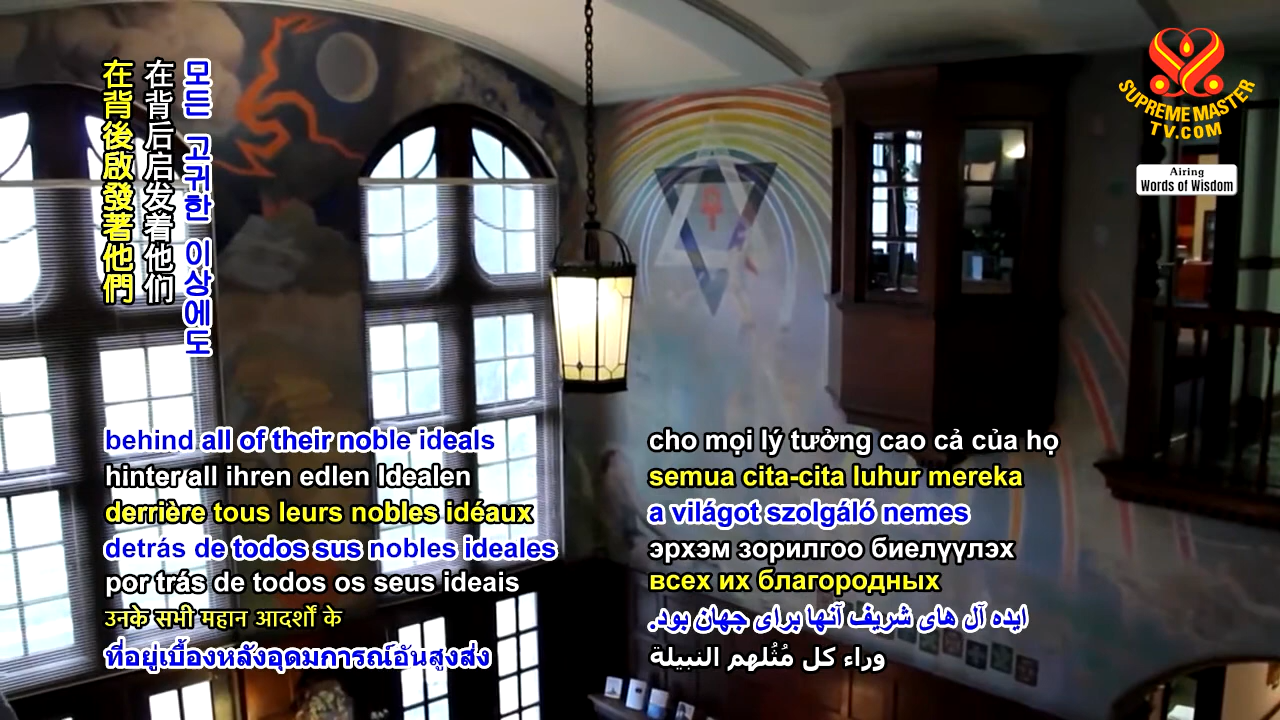 在背後啟發著他們
在背后启发着他们
모든 고귀한 이상에도
SUPREME MASTER
TV.COM
Airing
Words of Wisdom
behind all of their noble ideals
hinter all ihren edlen Idealen
derrière tous leurs nobles idéaux
detrás de todos sus nobles ideales
por trás de todos os seus ideais
उनके सभी महान आदर्शों के
ที่อยู่เบื้องหลังอุดมการณ์อันสูงส่ง
cho mọi lý tưởng cao cả của họ
semua cita-cita luhur mereka
a világot szolgáló nemes
эрхэм зорилгоо биелүүлэх
всех их благородных
ایده آل های شریف آنها برای جهان بود.
وراء كل مُثُلهم النبيلة